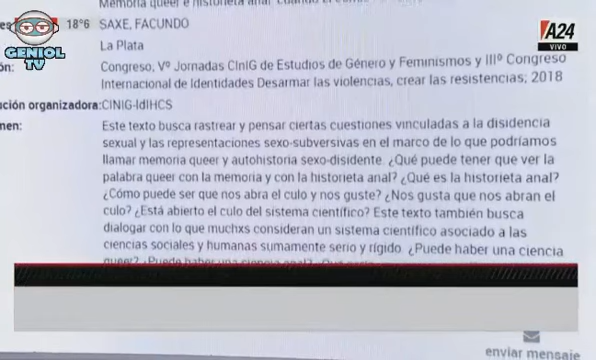 Memoria queer e historieta anal
18°6 SAXE, FACUNDO
GENIOL
TV
A24
VIVO
La Plata
ón: Congreso, Vº Jornadas CInIG de Estudios de Género y Feminismos y IIIº Congreso
Internacional de Identidades Desarmar las violencias, crear las resistencias; 2018
ución organizadora: CINIG-IdIHCS
men: Este texto busca rastrear y pensar ciertas cuestiones vinculadas a la disidencia
sexual y las representaciones sexo-subversivas en el marco de lo que podríamos
llamar memoria queer y autohistoria sexo-disidente. ¿Qué puede tener que ver la
palabra queer con la memoria y con la historieta anal? ¿Qué es la historieta anal?
¿Cómo puede ser que nos abra el culo y nos guste? ¿Nos gusta que nos abran el
culo? ¿Está abierto el culo del sistema científico? Este texto también busca
dialogar con lo que muchxs consideran un sistema científico asociado a las
ciencias sociales y humanas sumamente serio y rígido. ¿Puede haber una ciencia
queer? ¿Puede haber una ciencia anal?
enviar mensaje